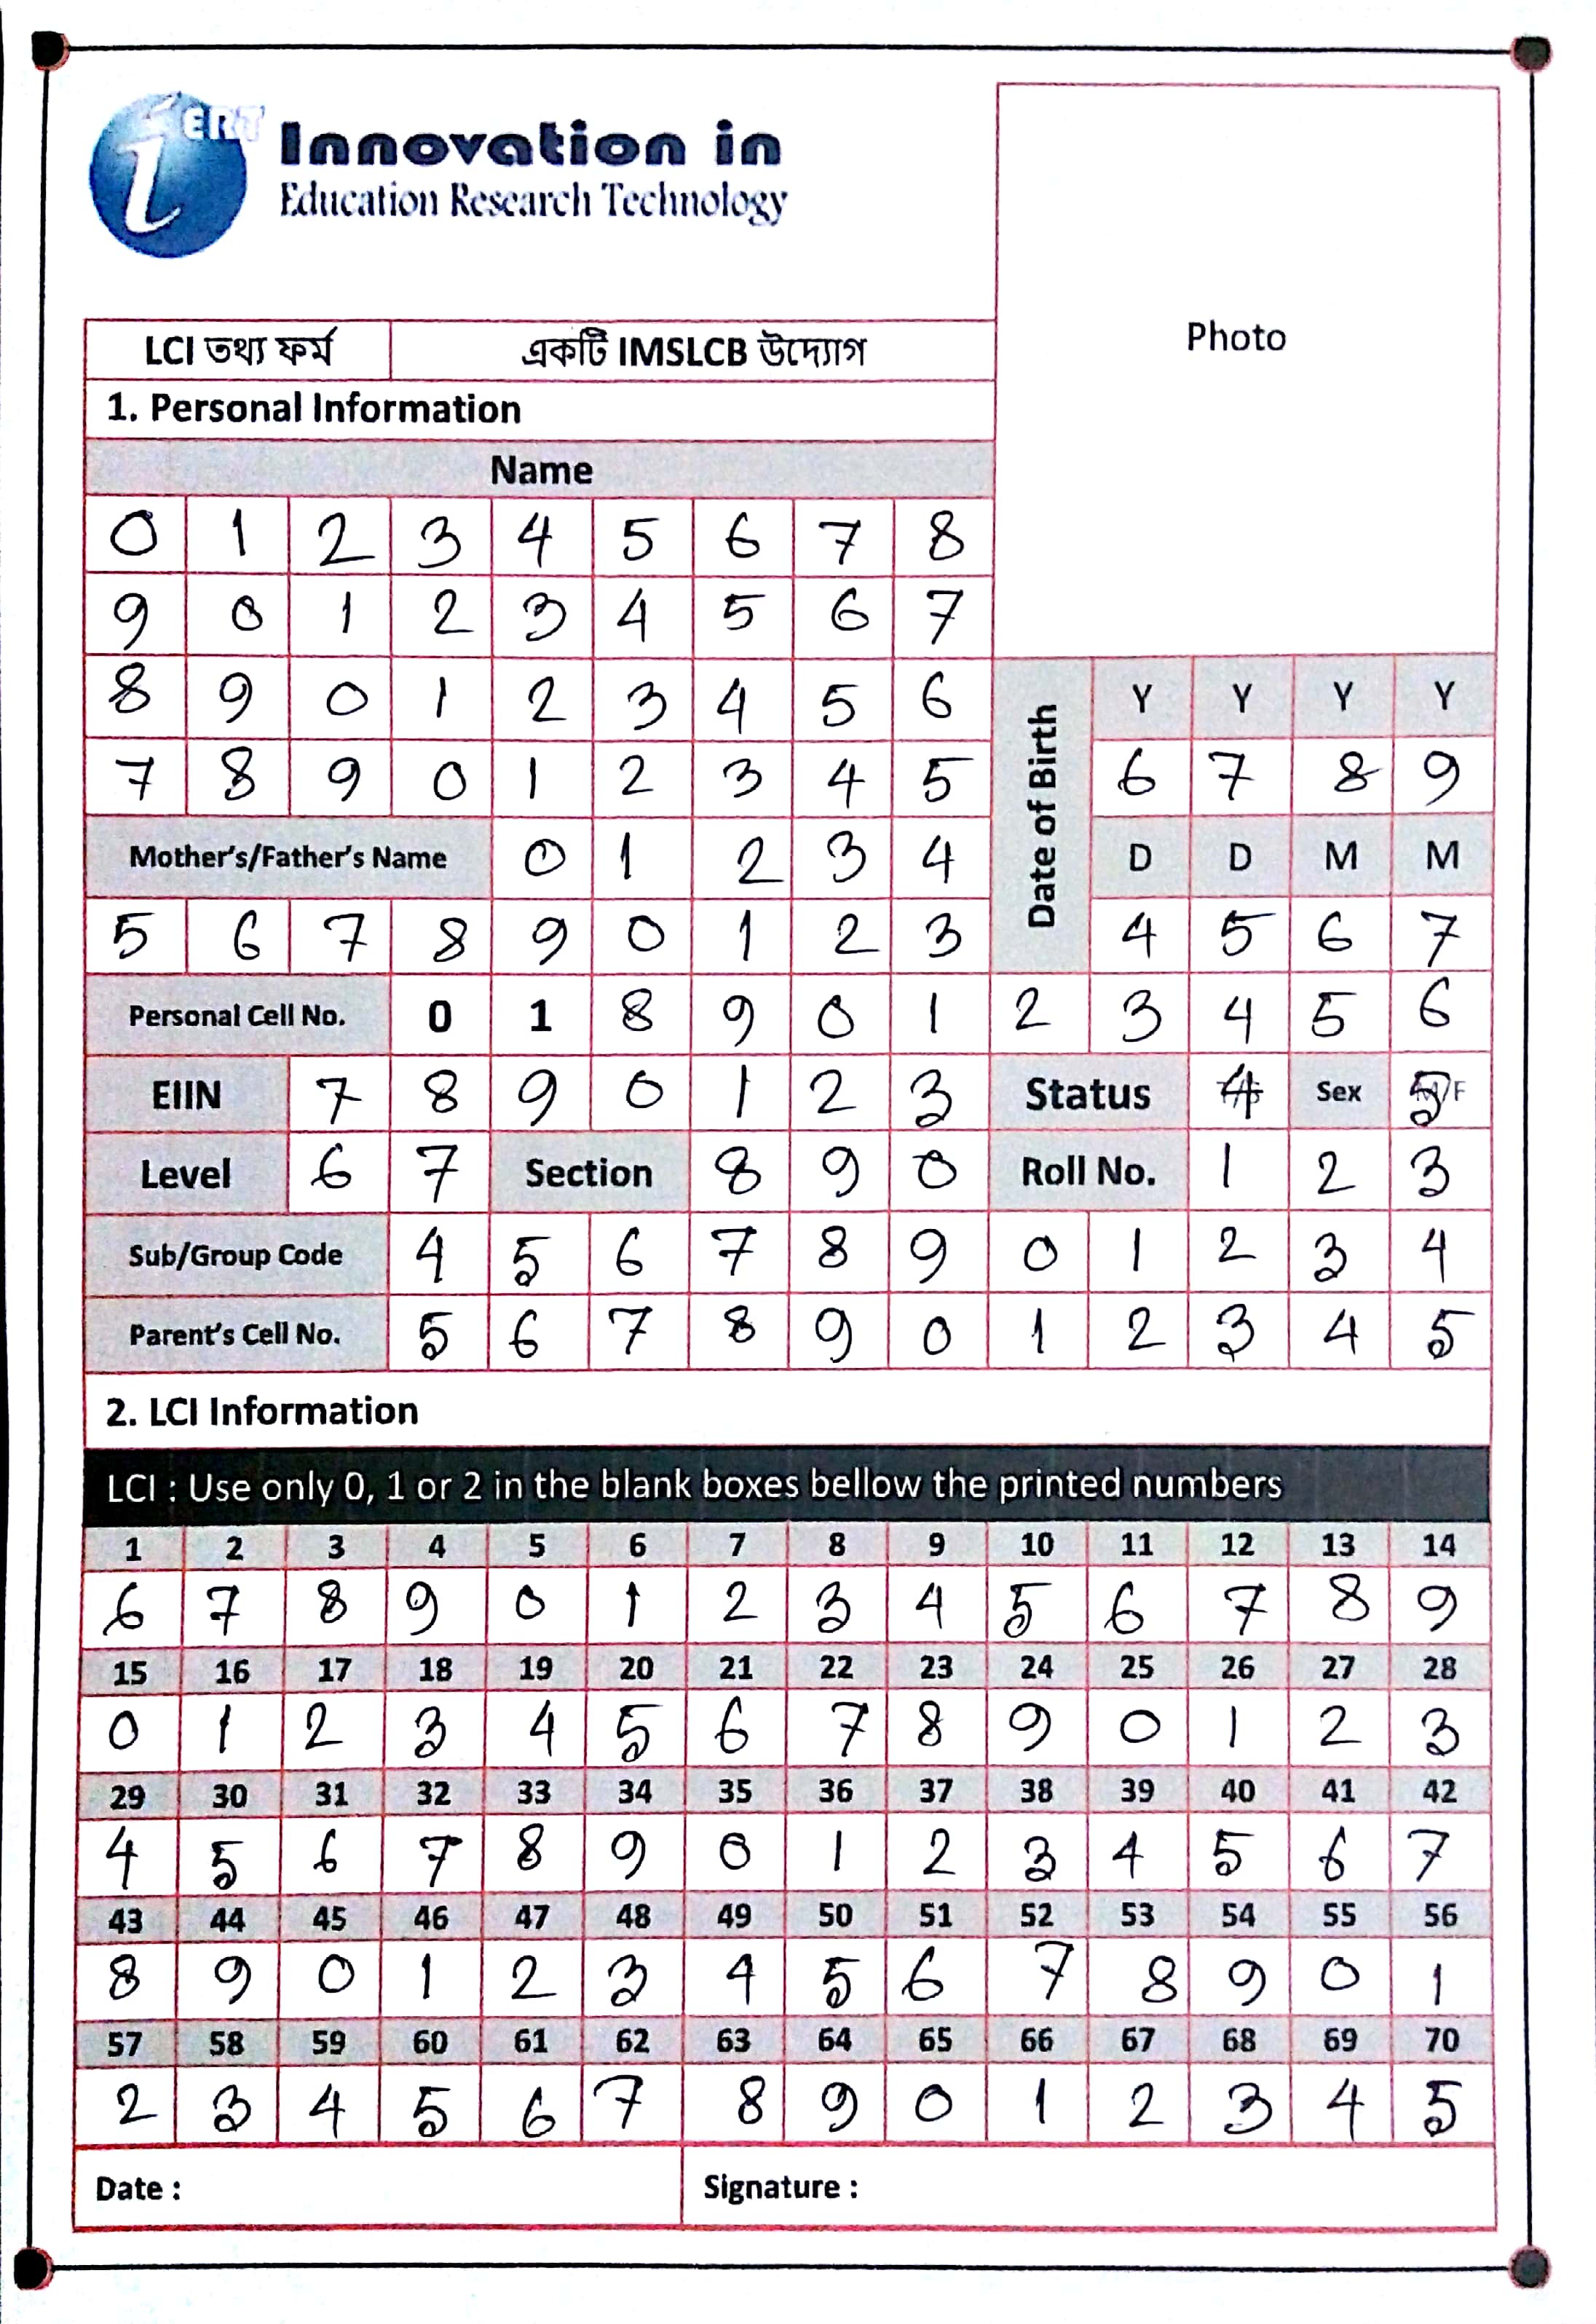 iERT Innovation in
Education Research Technology
Photo
LCI তথ্য ফর্ম একটি IMSLCB উদ্যোগ
1. Personal Information
Name
0 1 2 3 4 5 6 7 8
9 0 1 2 3 4 5 6 7
8 9 0 1 2 3 4 5 6 Date of Birth Y Y Y Y
7 8 9 0 1 2 3 4 5 6 7 8 9
Mother's/Father's Name 0 1 2 3 4 D D M M
5 6 7 8 9 0 1 2 3 4 5 6 7
Personal Cell No. 0 1 8 9 0 1 2 3 4 5 6
EIIN 7 8 9 0 1 2 3 Status 4 Sex 5 M/F
Level 6 7 Section 8 9 0 Roll No. 1 2 3
Sub/Group Code 4 5 6 7 8 9 0 1 2 3 4
Parent's Cell No. 5 6 7 8 9 0 1 2 3 4 5
2. LCI Information
LCI : Use only 0, 1 or 2 in the blank boxes bellow the printed numbers
1 2 3 4 5 6 7 8 9 10 11 12 13 14
6 7 8 9 0 1 2 3 4 5 6 7 8 9
15 16 17 18 19 20 21 22 23 24 25 26 27 28
0 1 2 3 4 5 6 7 8 9 0 1 2 3
29 30 31 32 33 34 35 36 37 38 39 40 41 42
4 5 6 7 8 9 0 1 2 3 4 5 6 7
43 44 45 46 47 48 49 50 51 52 53 54 55 56
8 9 0 1 2 3 4 5 6 7 8 9 0 1
57 58 59 60 61 62 63 64 65 66 67 68 69 70
2 3 4 5 6 7 8 9 0 1 2 3 4 5
Date : Signature :